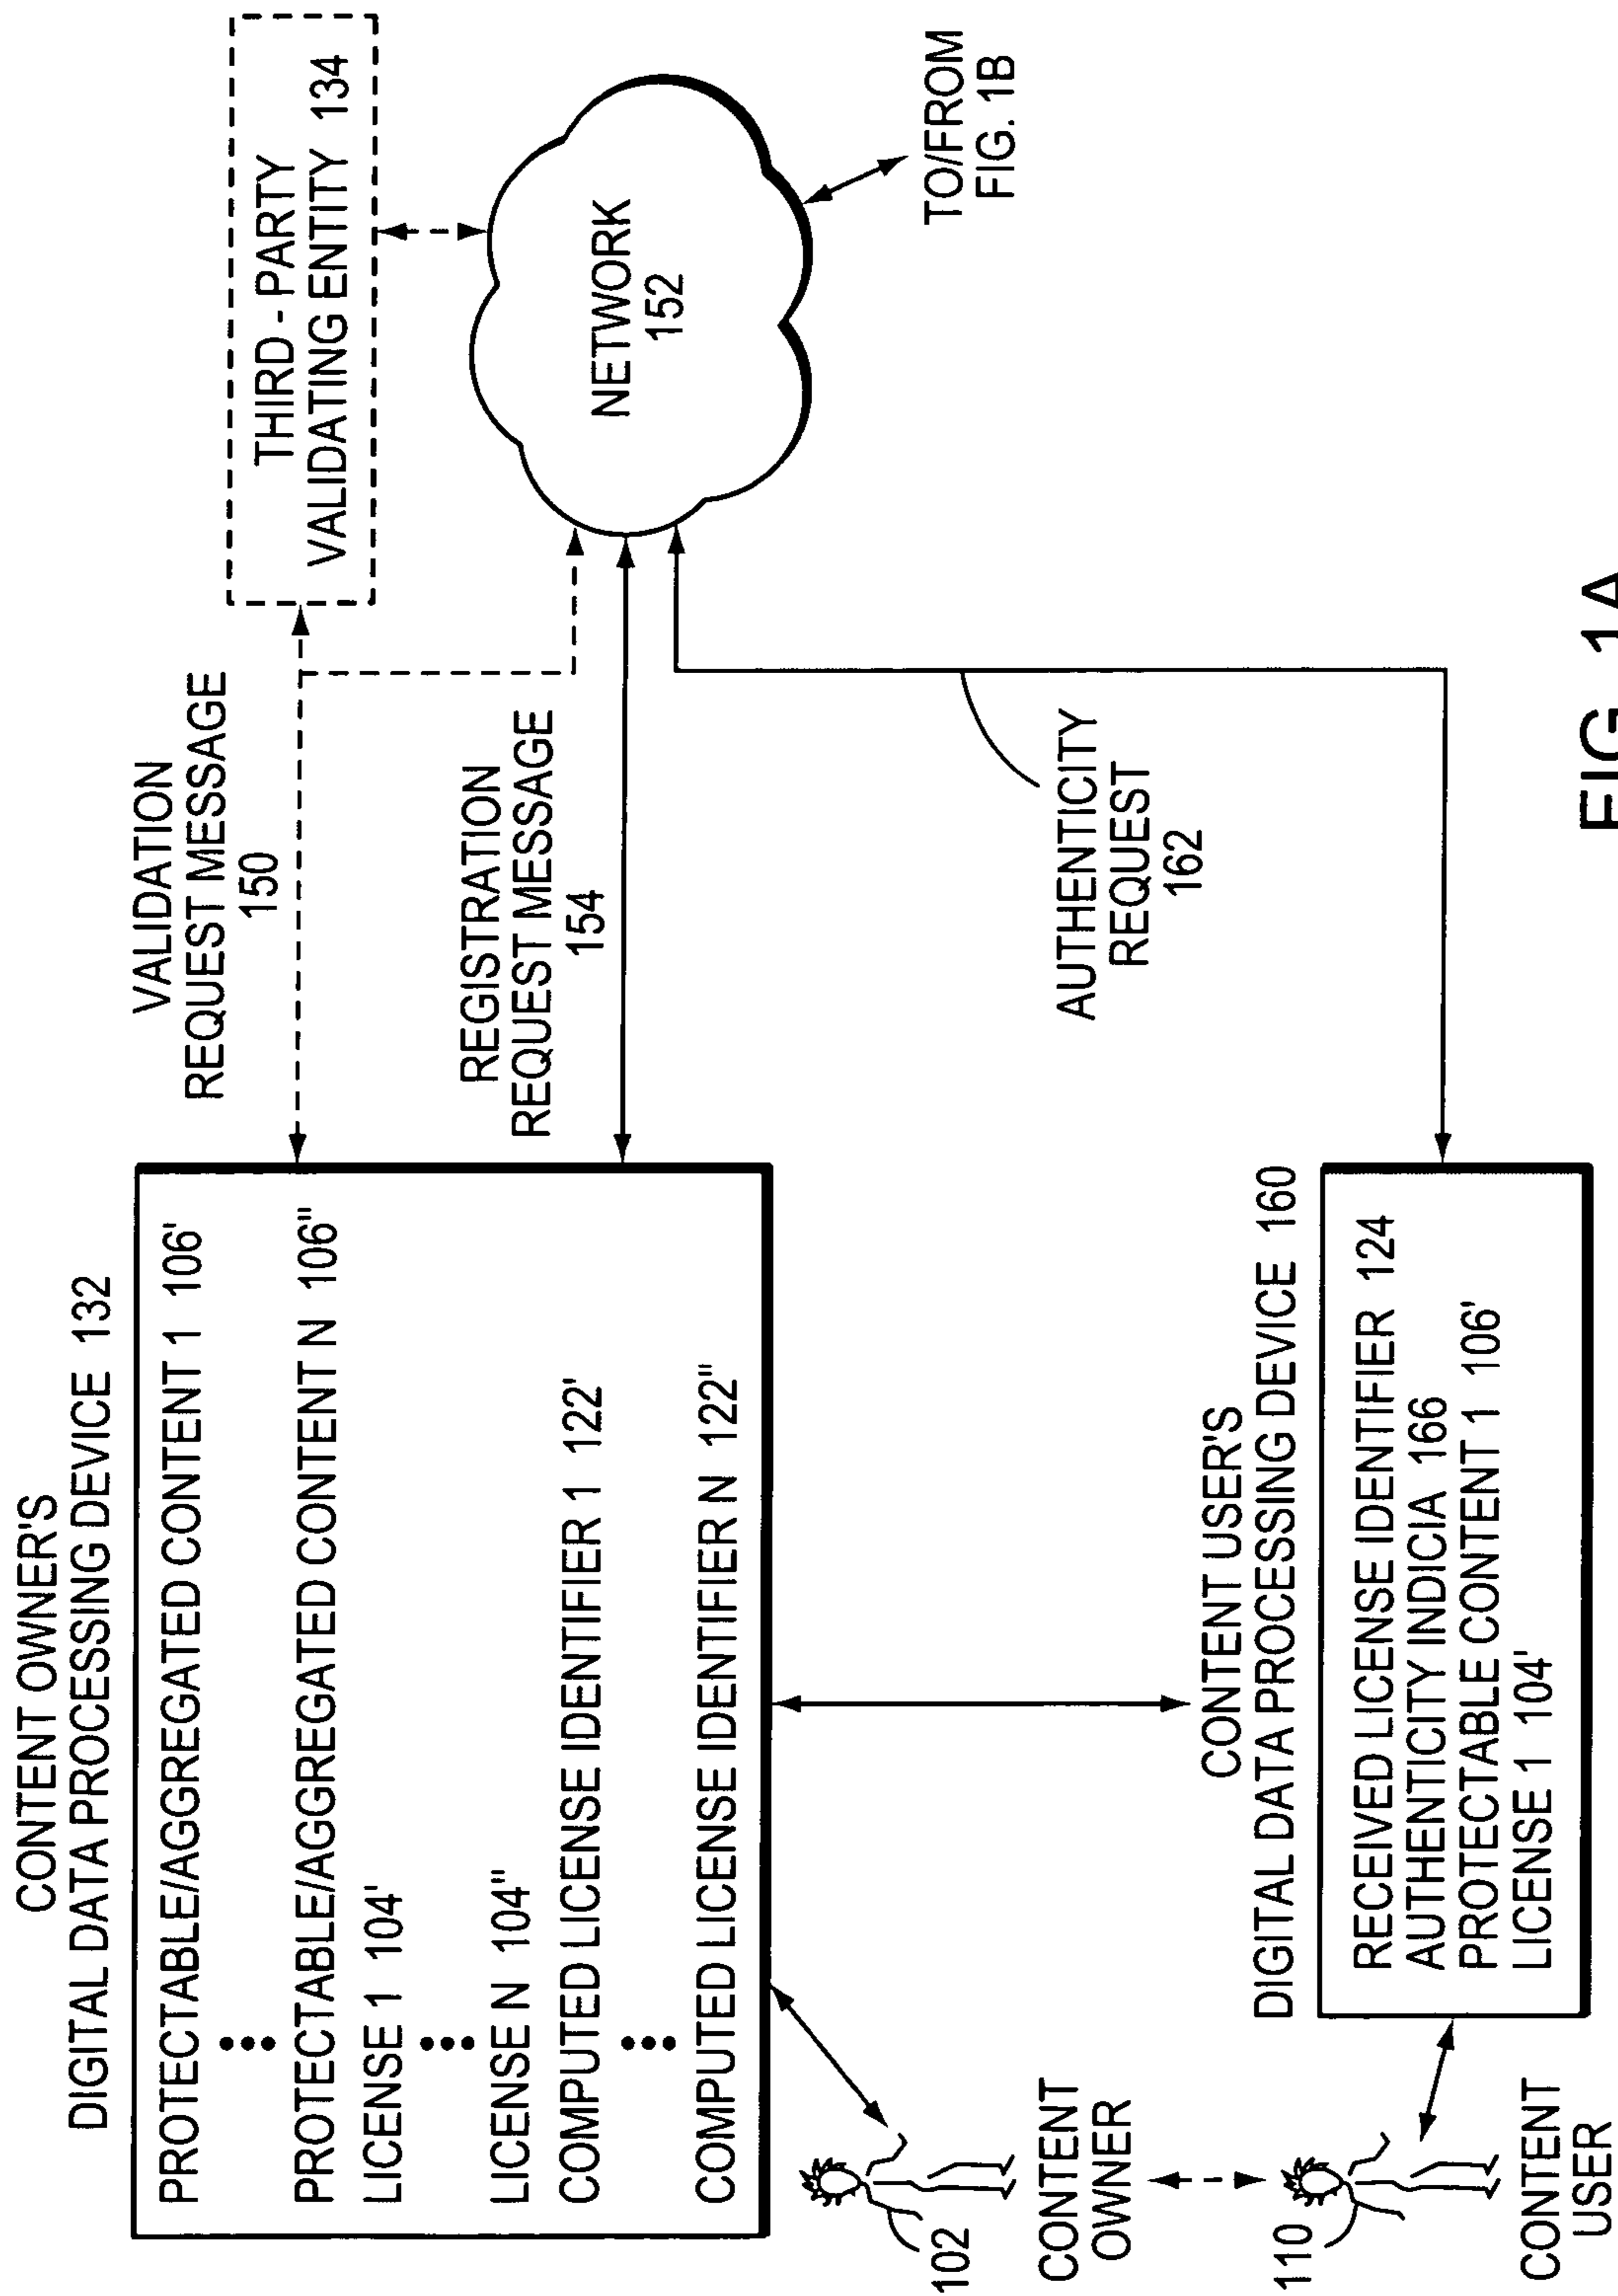 CONTENT OWNER'S
DIGITAL DATA PROCESSING DEVICE 132
PROTECTABLE/AGGREGATED CONTENT 1 106'
PROTECTABLE/AGGREGATED CONTENT N 106"
LICENSE 1 104'
LICENSE N 104"
COMPUTED LICENSE IDENTIFIER 1 122'
COMPUTED LICENSE IDENTIFIER N 122"
VALIDATION
REQUEST MESSAGE
150
THIRD - PARTY
VALIDATING ENTITY 134
REGISTRATION
REQUEST MESSAGE
154
NETWORK
152
TO/FROM
FIG. 1B
AUTHENTICITY
REQUEST
162
102
CONTENT
OWNER
CONTENT USER'S
DIGITAL DATA PROCESSING DEVICE 160
RECEIVED LICENSE IDENTIFIER 124
AUTHENTICITY INDICIA 166
PROTECTABLE CONTENT 1 106'
LICENSE 1 104'
110
CONTENT
USER
FIG. 1A